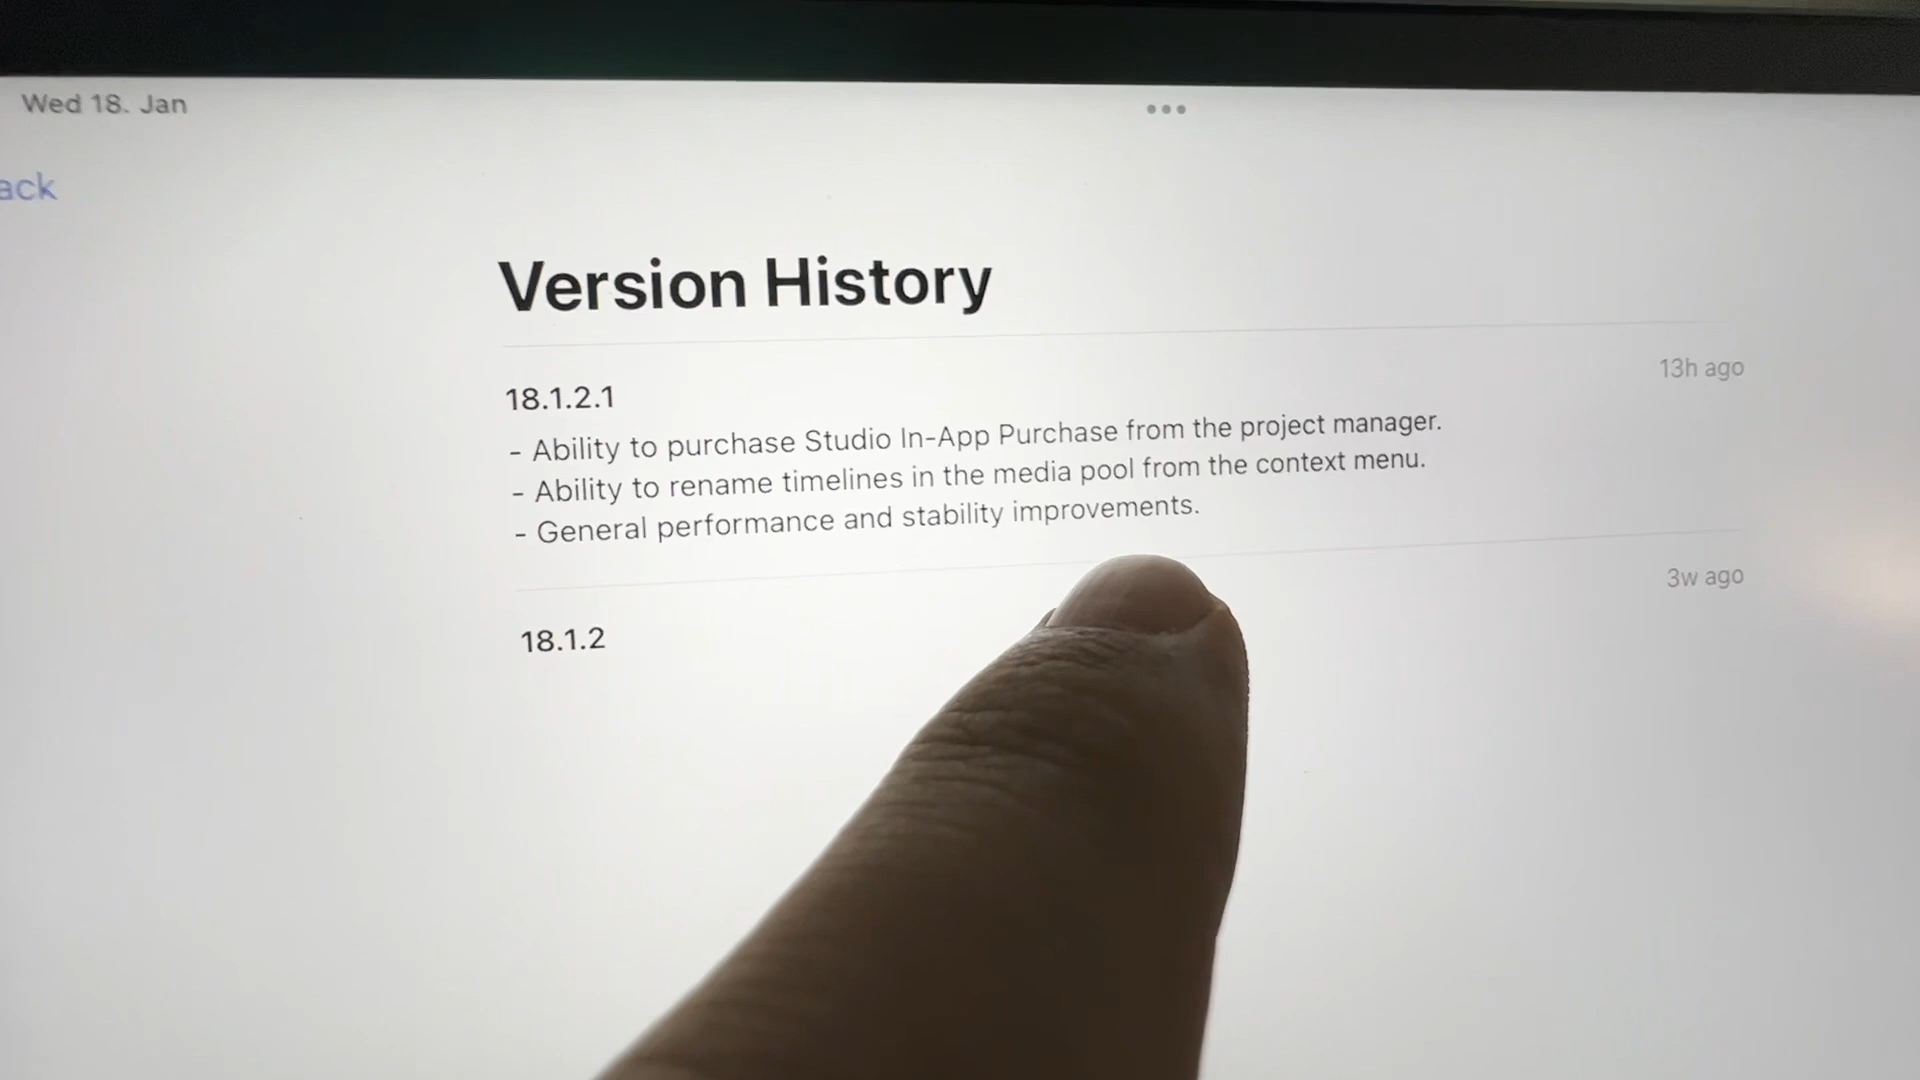 Wed 18. Jan
ack
Version History
18.1.2.1
13h ago
- Ability to purchase Studio In-App Purchase from the project manager.
- Ability to rename timelines in the media pool from the context menu.
- General performance and stability improvements.
18.1.2
3w ago